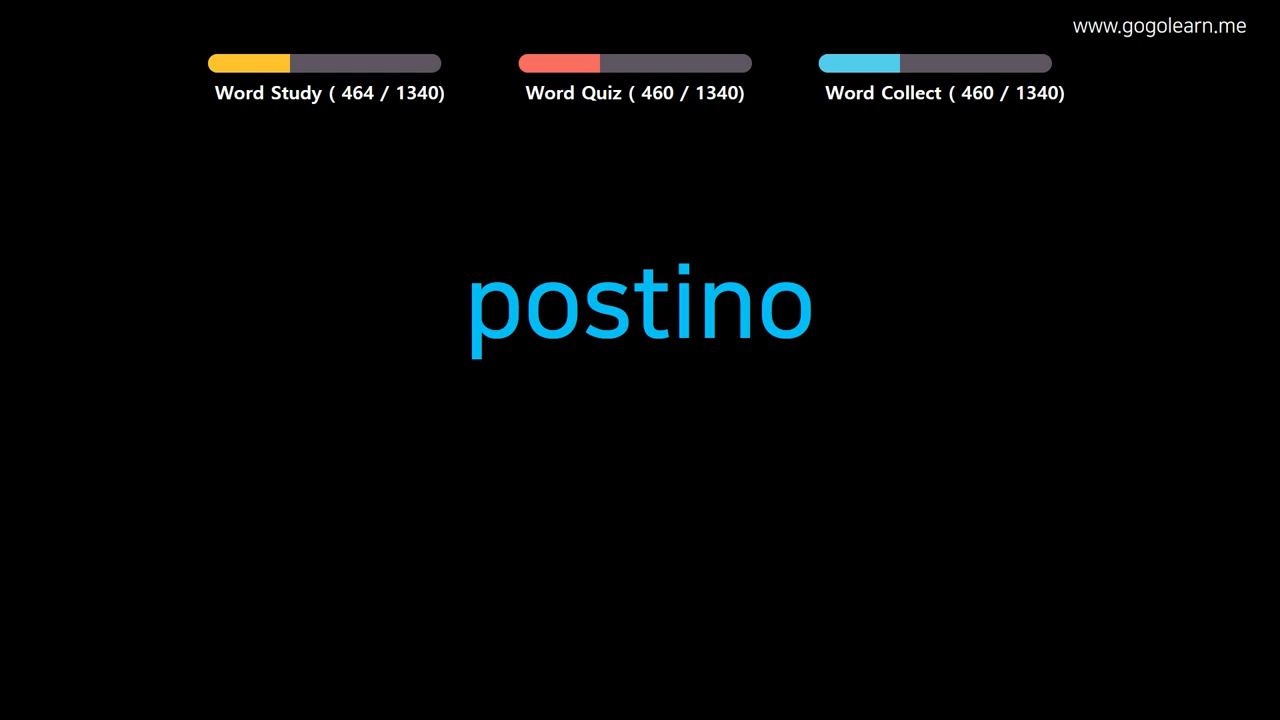 www.gogolearn.me
Word Study ( 464 / 1340)
Word Quiz ( 460 / 1340)
Word Collect ( 460 / 1340)
postino